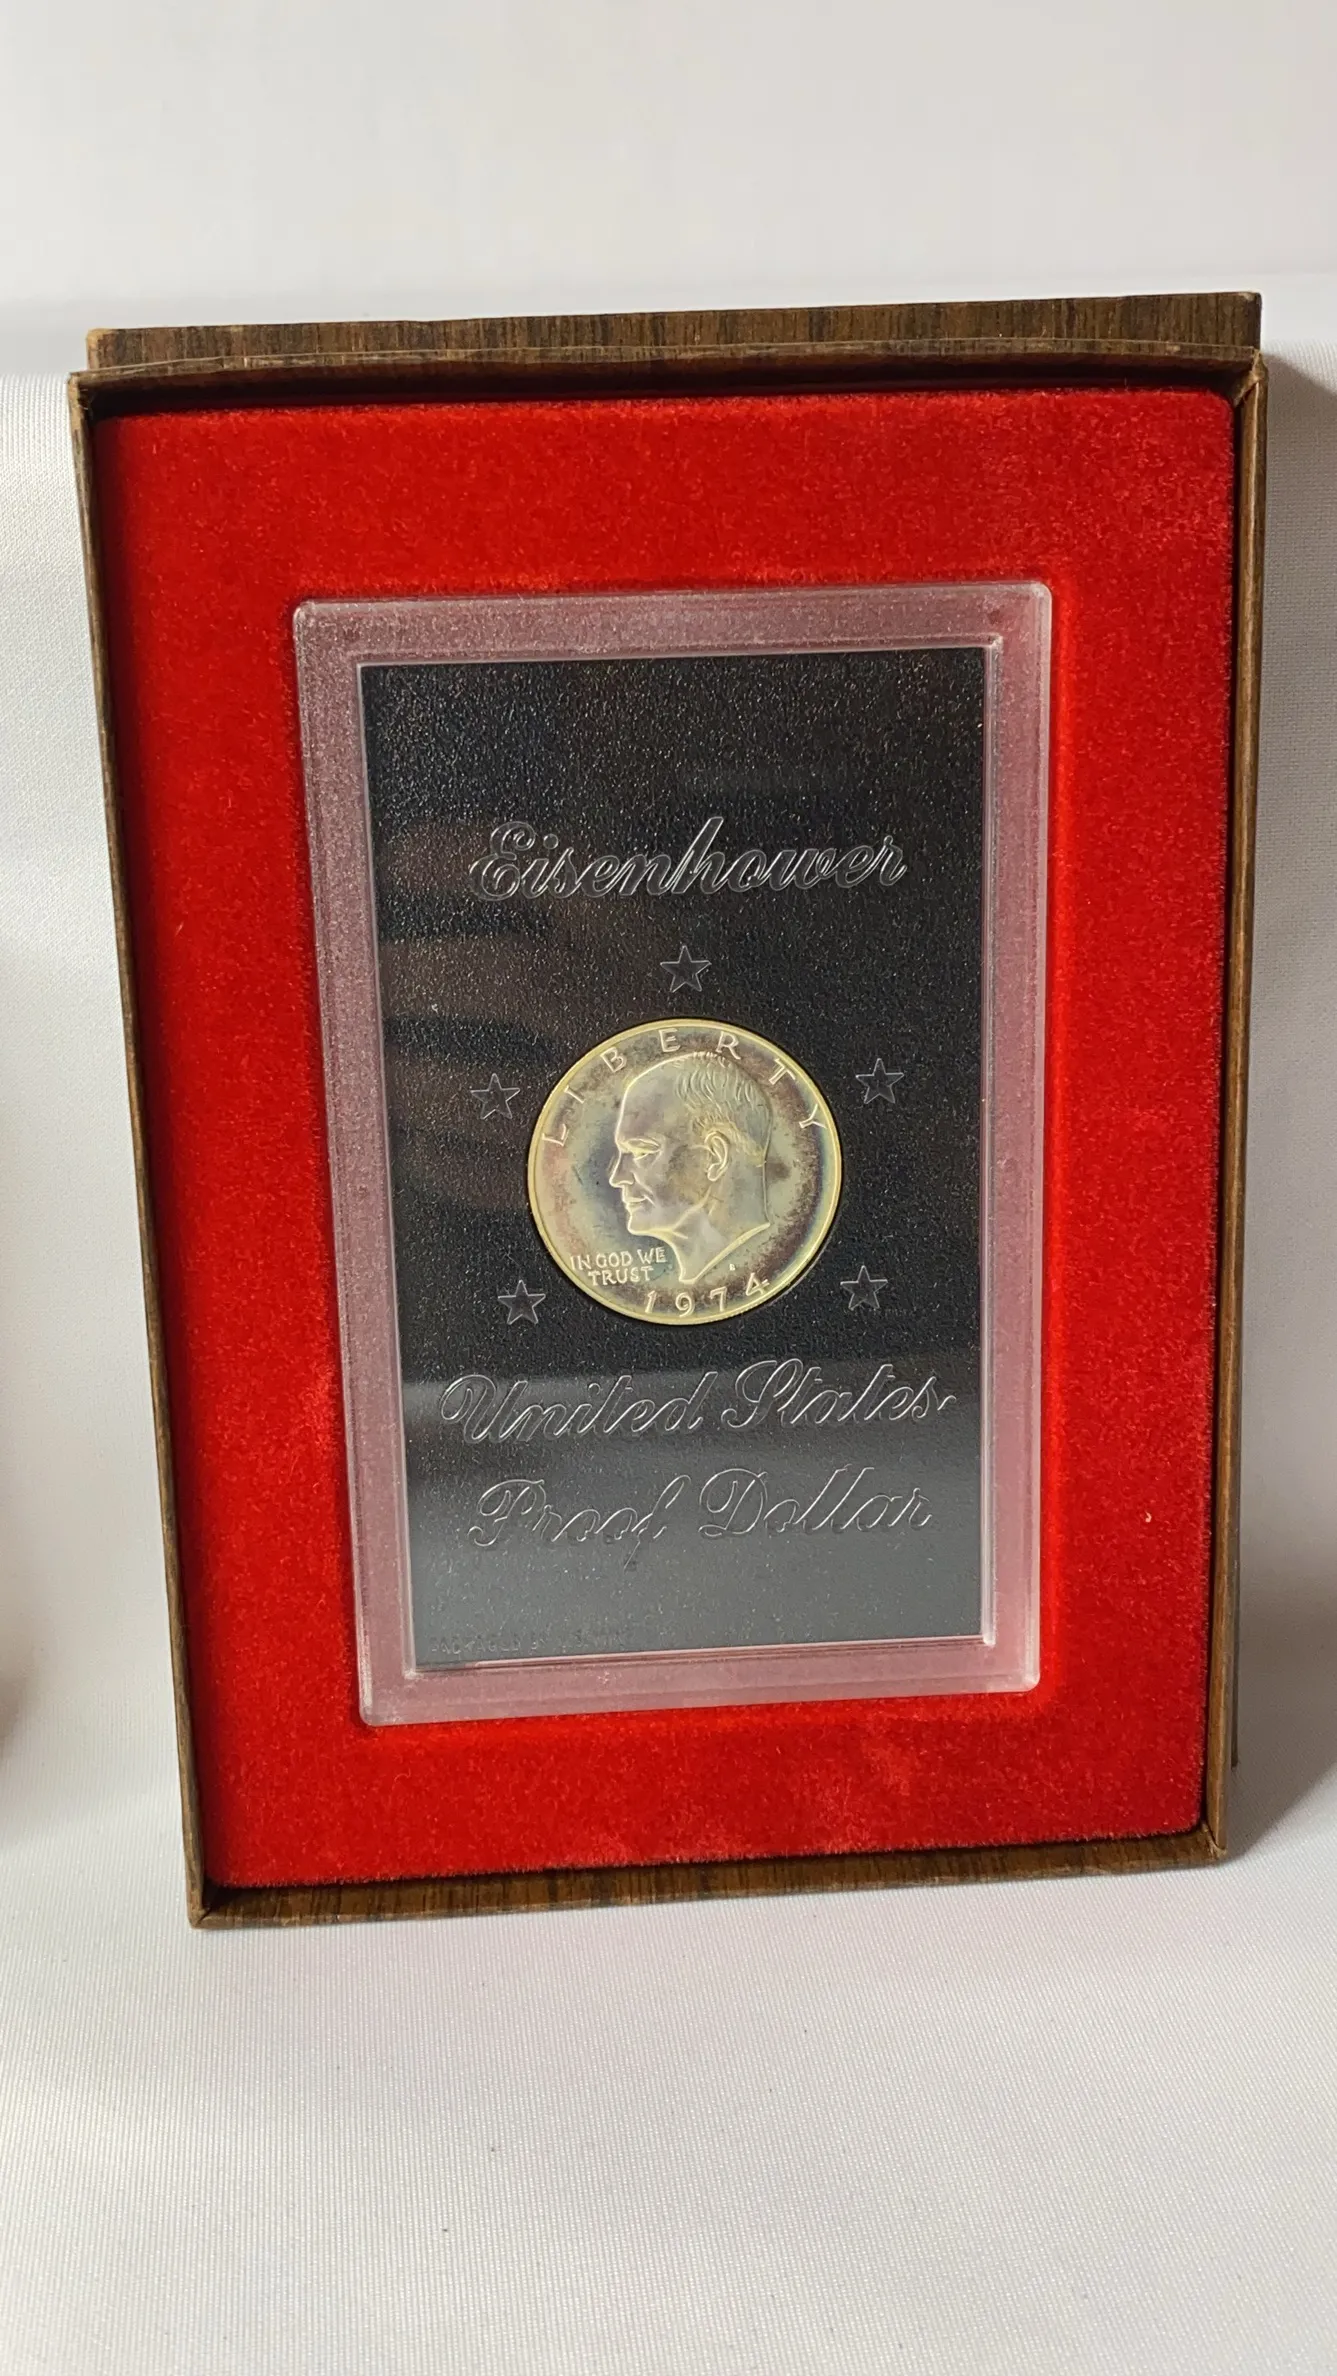 Eisenhower
LIBERTY
IN GOD WE
TRUST
S
1974
United States
Proof Dollar